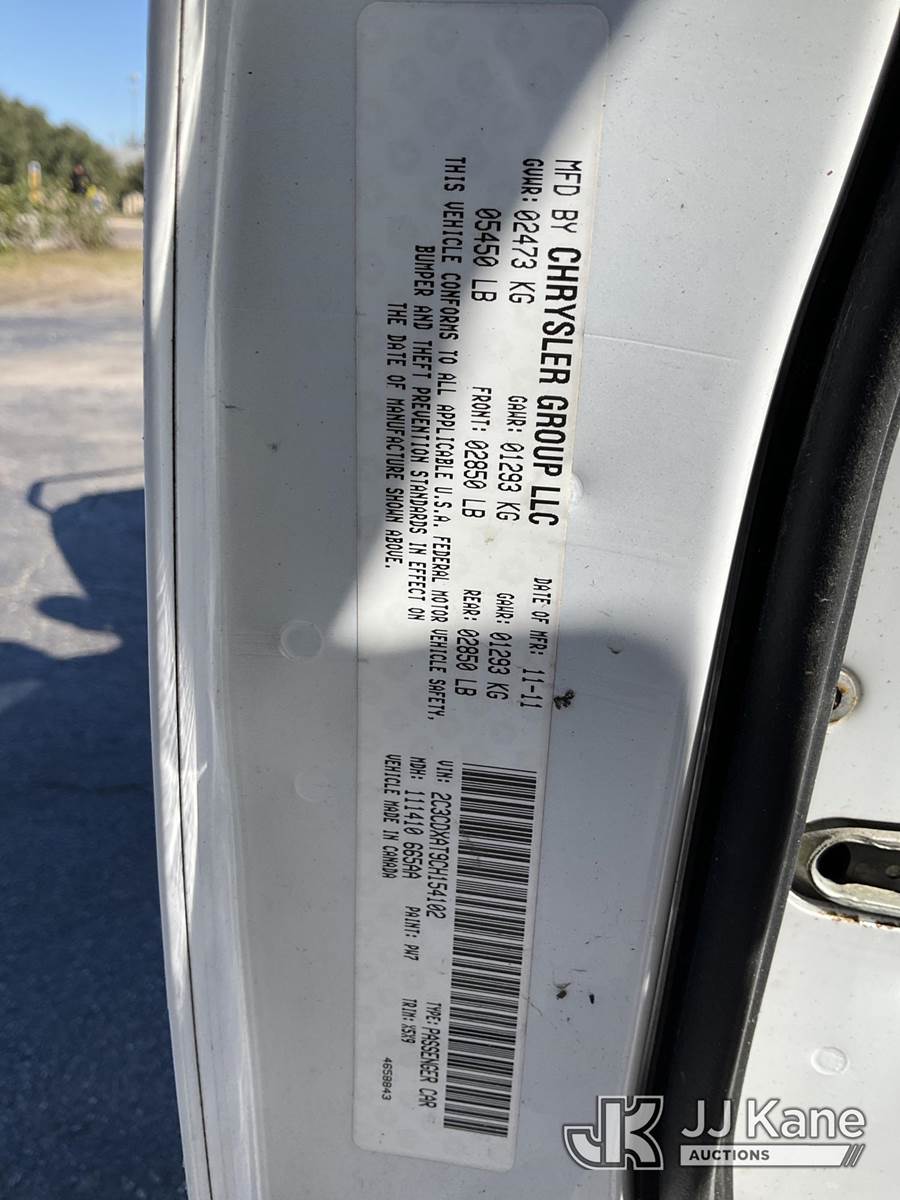 MFD BY CHRYSLER GROUP LLC DATE OF MFR: 11-11
GVWR: 02473 KG GAWR: 01293 KG GAWR: 01293 KG
05450 LB FRONT: 02850 LB REAR: 02850 LB
THIS VEHICLE CONFORMS TO ALL APPLICABLE U.S.A. FEDERAL MOTOR VEHICLE SAFETY,
BUMPER AND THEFT PREVENTION STANDARDS IN EFFECT ON
THE DATE OF MANUFACTURE SHOWN ABOVE.
VIN: 2C3CDXAT9CH154102 TYPE: PASSENGER CAR
MDH: 111410 665AA PAINT: PW7 TRIM: X5X9
VEHICLE MADE IN CANADA 4658843
JK JJ Kane
AUCTIONS